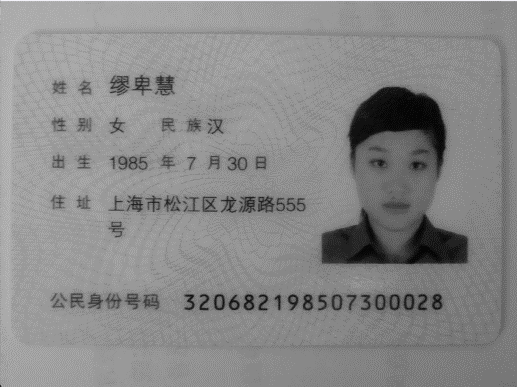 姓名 缪卑慧
性别 女 民族 汉
出生 1985 年 7 月 30 日
住址 上海市松江区龙源路555
号
公民身份号码 320682198507300028